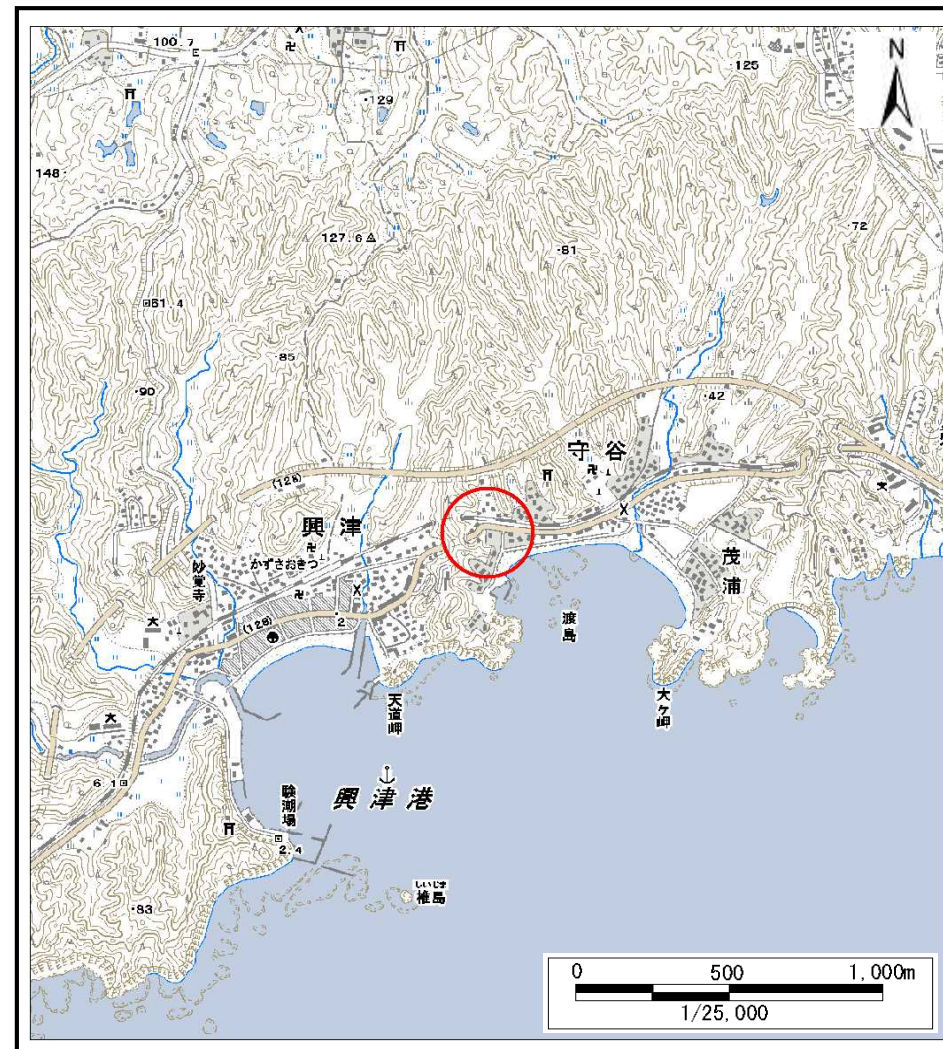 100.7
125
N
129
148
72
127.6
81
61.4
85
90
42
守谷
(128)
興津
かずさおきつ
茂浦
妙覚寺
(128)
2
渡島
天道岬
大ヶ岬
6.1
興津港
験潮場
2.4
しいじま
椎島
83
0 500 1,000m
1/25,000